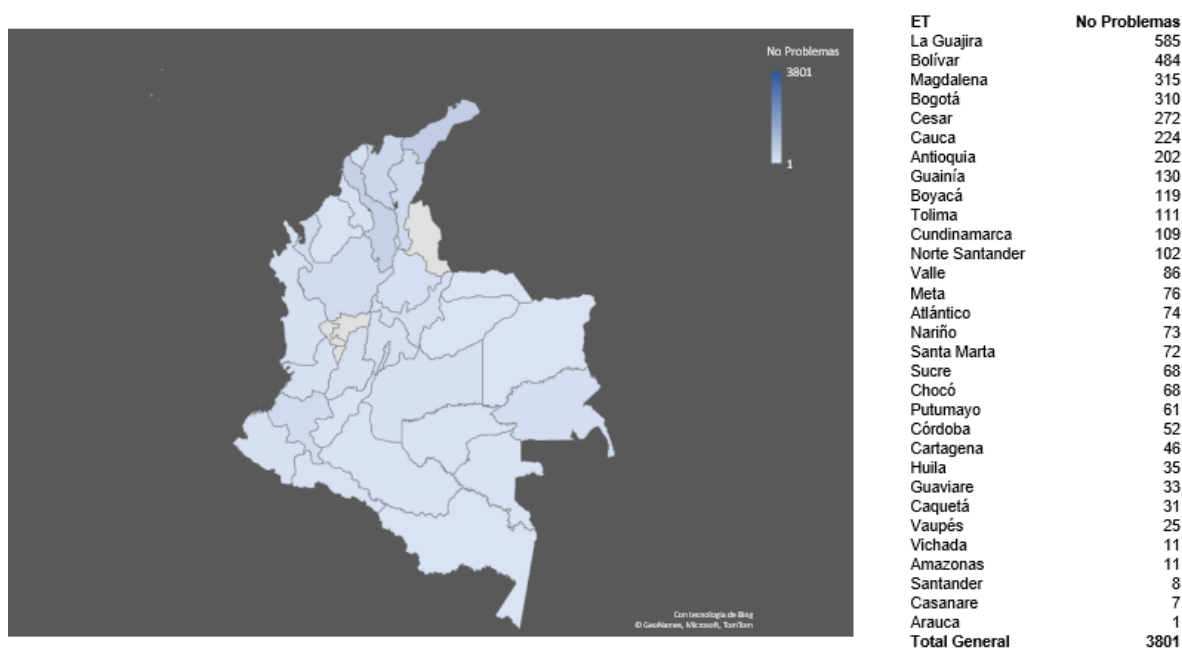 No Problemas
3801
1
Con tecnología de Bing
© GeoNames, Microsoft, TomTom
ET No Problemas
La Guajira 585
Bolívar 484
Magdalena 315
Bogotá 310
Cesar 272
Cauca 224
Antioquia 202
Guainía 130
Boyacá 119
Tolima 111
Cundinamarca 109
Norte Santander 102
Valle 86
Meta 76
Atlántico 74
Nariño 73
Santa Marta 72
Sucre 68
Chocó 68
Putumayo 61
Córdoba 52
Cartagena 46
Huila 35
Guaviare 33
Caquetá 31
Vaupés 25
Vichada 11
Amazonas 11
Santander 8
Casanare 7
Arauca 1
Total General 3801